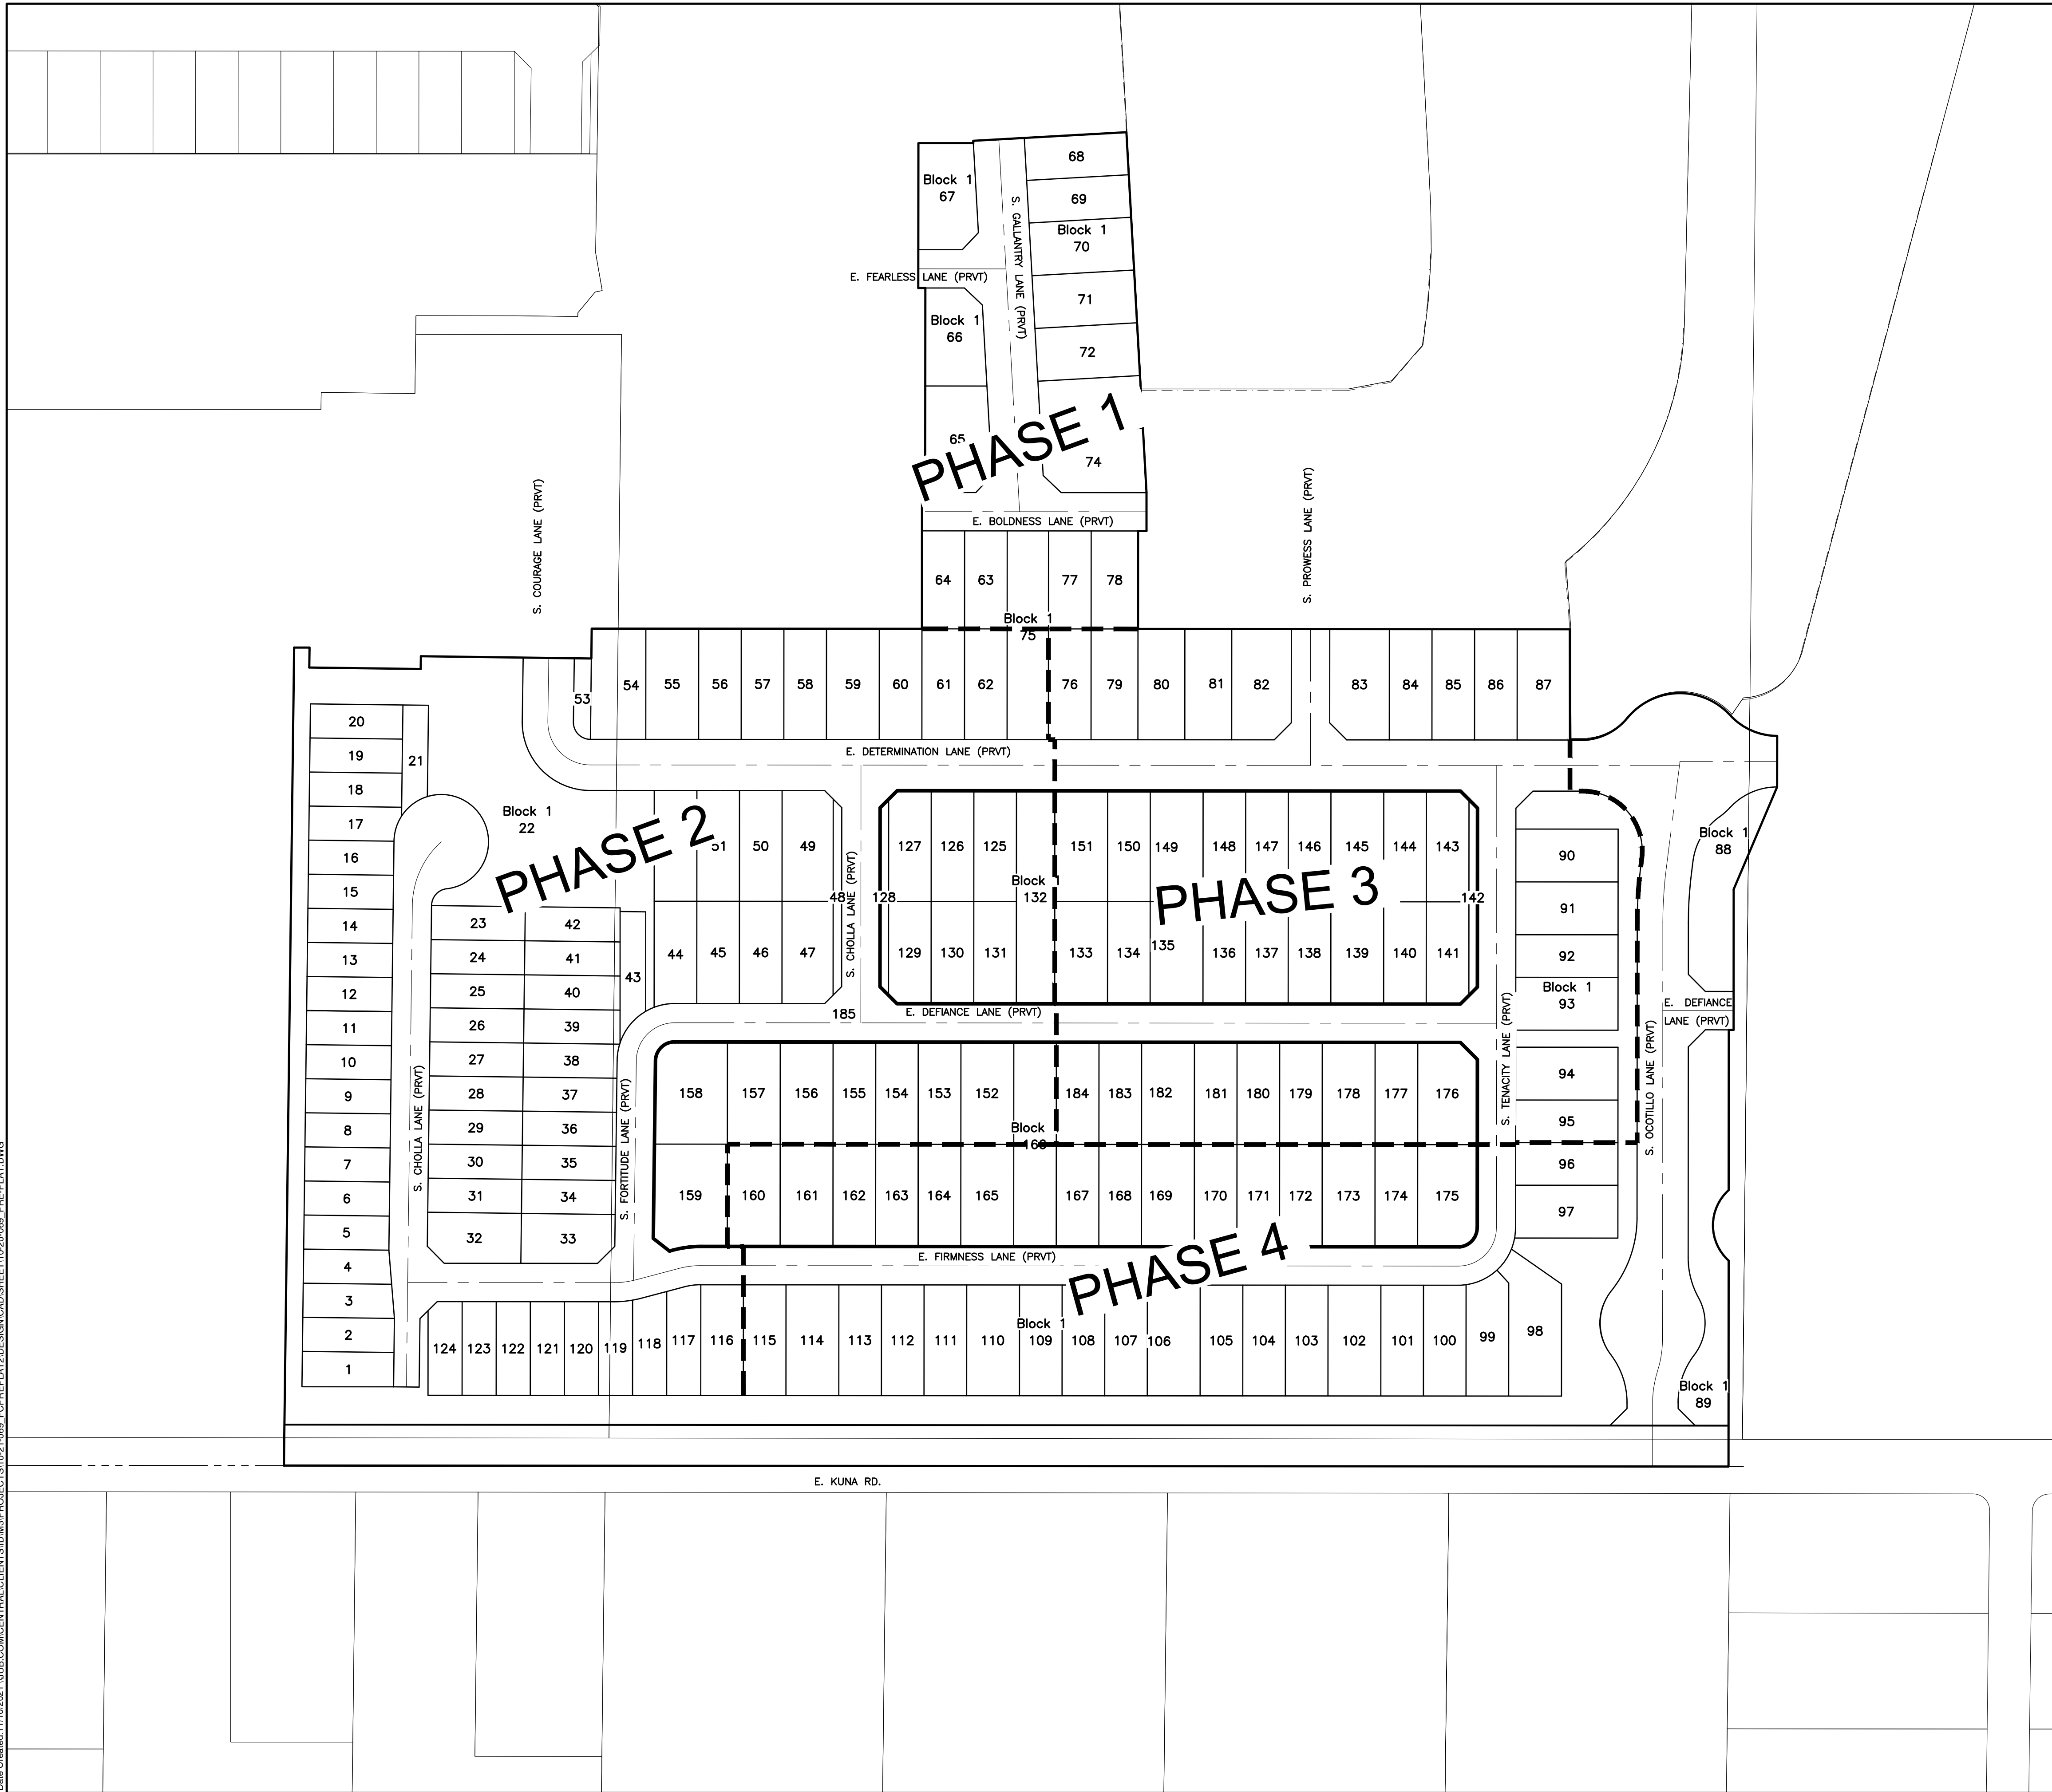 68
Block 1
67
69
Block 1
70
S. GALLANTRY LANE (PRVT)
E. FEARLESS LANE (PRVT)
71
Block 1
66
72
65
PHASE 1
74
S. COURAGE LANE (PRVT)
S. PROWESS LANE (PRVT)
E. BOLDNESS LANE (PRVT)
64 63 77 78
Block 1
75
53 54 55 56 57 58 59 60 61 62 76 79 80 81 82 83 84 85 86 87
E. DETERMINATION LANE (PRVT)
20
19
18
17
16
15
14
13
12
11
10
9
8
7
6
5
4
3
2
1
21
Block 1
22
PHASE 2
51 50 49
48
S. CHOLLA LANE (PRVT)
44 45 46 47
23 42
24 41
25 40
26 39
27 38
28 37
29 36
30 35
31 34
32 33
43
S. CHOLLA LANE (PRVT)
S. FORTITUDE LANE (PRVT)
127 126 125 151 150 149 148 147 146 145 144 143
128
Block 1
132
PHASE 3
142
129 130 131 133 134 135 136 137 138 139 140 141
185
E. DEFIANCE LANE (PRVT)
S. TENACITY LANE (PRVT)
90
91
92
Block 1
93
94
95
96
97
Block 1
88
E. DEFIANCE
LANE (PRVT)
S. OCOTILLO LANE (PRVT)
158 157 156 155 154 153 152 184 183 182 181 180 179 178 177 176
Block
166
159 160 161 162 163 164 165 167 168 169 170 171 172 173 174 175
E. FIRMNESS LANE (PRVT)
PHASE 4
124 123 122 121 120 119 118 117 116 115 114 113 112 111 110
Block 1
109
108 107 106 105 104 103 102 101 100 99 98
Block 1
89
E. KUNA RD.